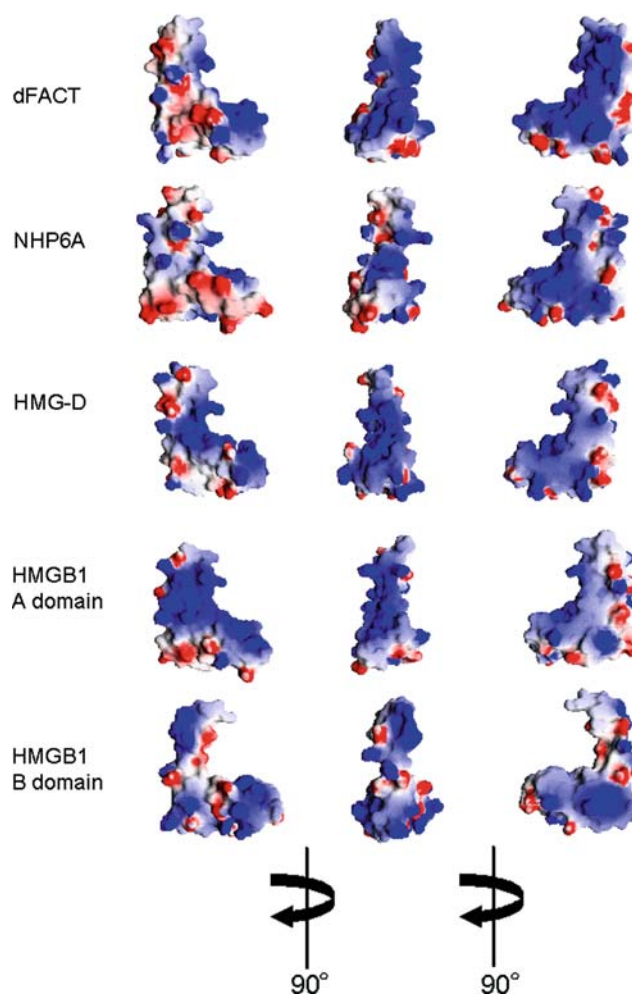 dFACT
NHP6A
HMG-D
HMGB1
A domain
HMGB1
B domain
90°
90°